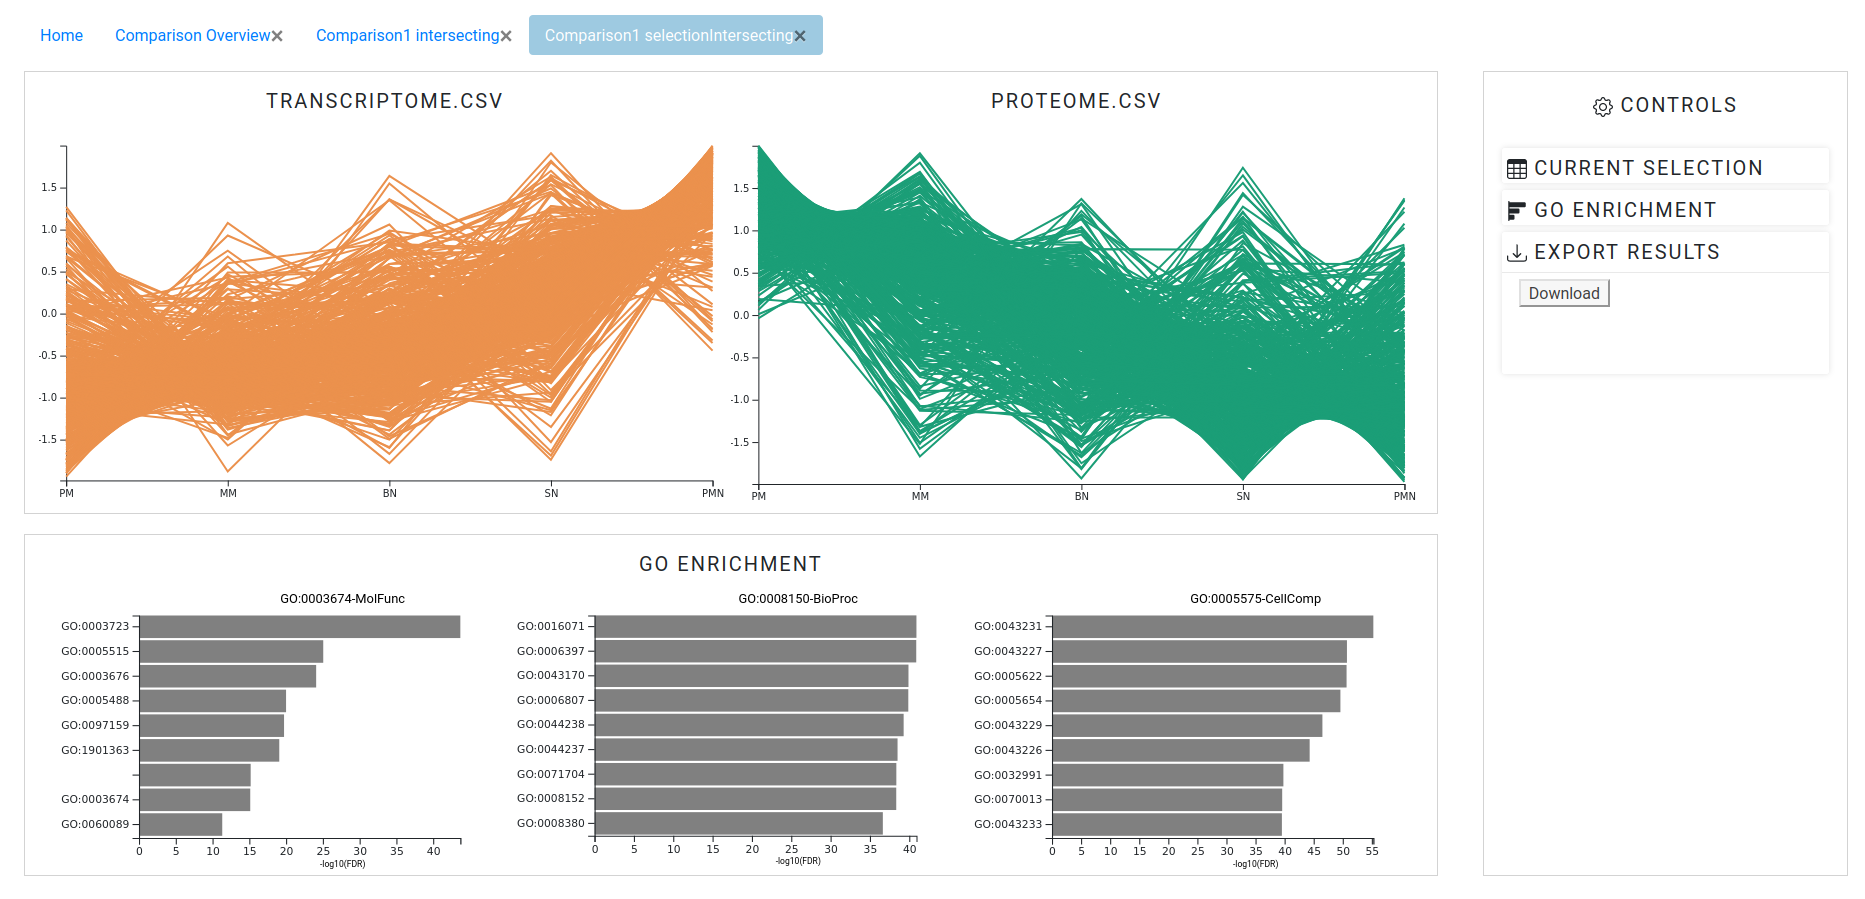 Home Comparison Overview× Comparison1 intersecting× Comparison1 selectionIntersecting×
TRANSCRIPTOME.CSV
1.5
1.0
0.5
0.0
-0.5
-1.0
-1.5
PM MM BN SN PMN
PROTEOME.CSV
1.5
1.0
0.5
0.0
-0.5
-1.0
-1.5
PM MM BN SN PMN
GO ENRICHMENT
GO:0003674-MolFunc
GO:0003723
GO:0005515
GO:0003676
GO:0005488
GO:0097159
GO:1901363
GO:0003674
GO:0060089
0 5 10 15 20 25 30 35 40
-log10(FDR)
GO:0008150-BioProc
GO:0016071
GO:0006397
GO:0043170
GO:0006807
GO:0044238
GO:0044237
GO:0071704
GO:0008152
GO:0008380
0 5 10 15 20 25 30 35 40
-log10(FDR)
GO:0005575-CellComp
GO:0043231
GO:0043227
GO:0005622
GO:0005654
GO:0043229
GO:0043226
GO:0032991
GO:0070013
GO:0043233
0 5 10 15 20 25 30 35 40 45 50 55
-log10(FDR)
CONTROLS
CURRENT SELECTION
GO ENRICHMENT
EXPORT RESULTS
Download